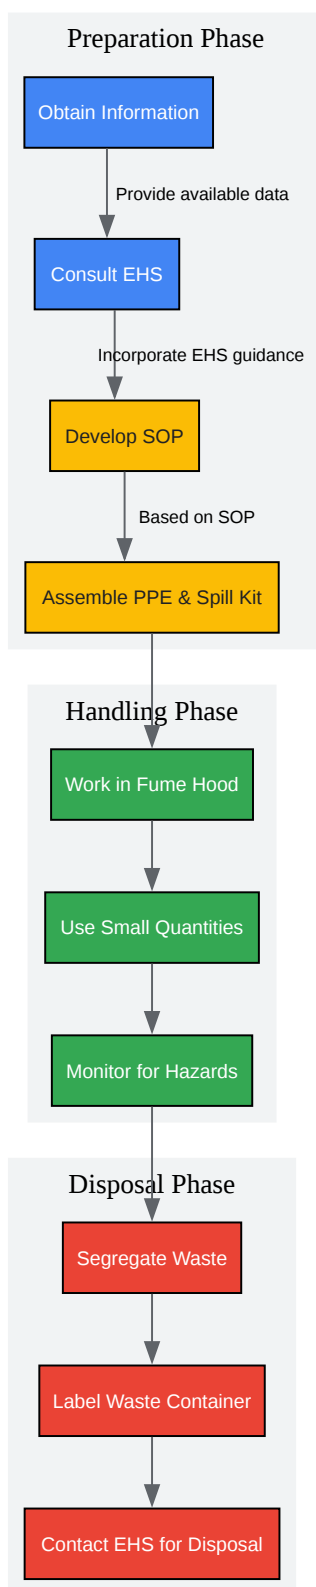 Preparation Phase
Obtain Information
Provide available data
Consult EHS
Incorporate EHS guidance
Develop SOP
Based on SOP
Assemble PPE & Spill Kit
Handling Phase
Work in Fume Hood
Use Small Quantities
Monitor for Hazards
Disposal Phase
Segregate Waste
Label Waste Container
Contact EHS for Disposal